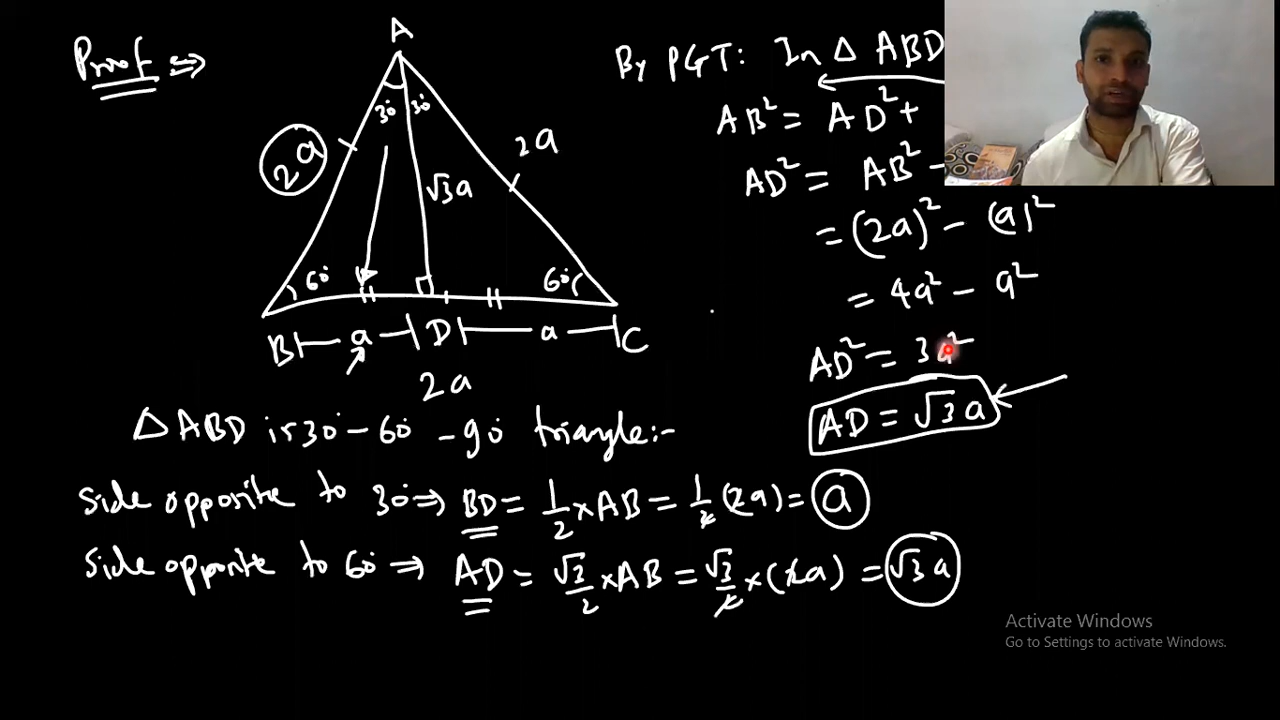 Proof ⇒
A
30° 30°
2a
2a
√3a
60°
60°
B a D a C
2a
By PGT: In Δ ABD
AB² = AD² +
AD² = AB² −
= (2a)² − (a)²
= 4a² − a²
AD² = 3a²
AD = √3 a
Δ ABD is 30° − 60° − 90° triangle:-
Side opposite to 30° ⇒ BD = 1/2 × AB = 1/2 (2a) = a
Side opposite to 60° ⇒ AD = √3/2 × AB = √3/2 × (2a) = √3 a
Activate Windows
Go to Settings to activate Windows.